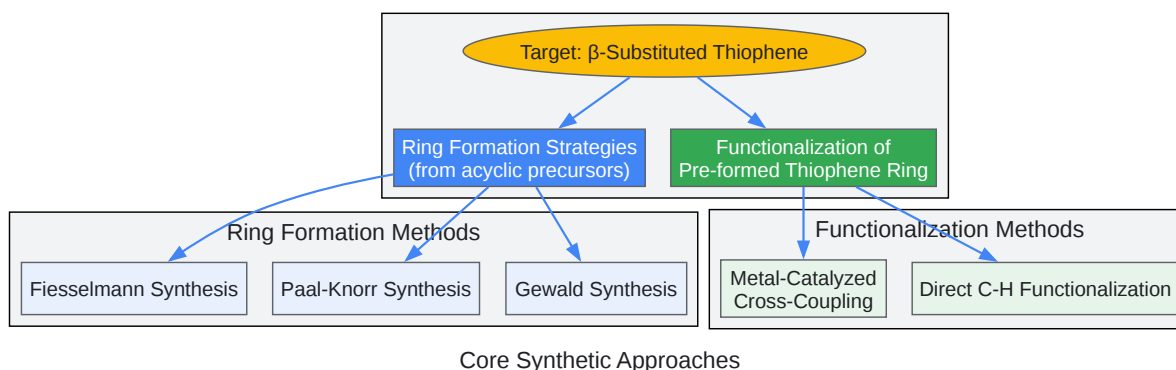 Target: β-Substituted Thiophene
Ring Formation Strategies
(from acyclic precursors)
Functionalization of
Pre-formed Thiophene Ring
Ring Formation Methods
Fiesselmann Synthesis
Paal-Knorr Synthesis
Gewald Synthesis
Functionalization Methods
Metal-Catalyzed
Cross-Coupling
Direct C-H Functionalization
Core Synthetic Approaches